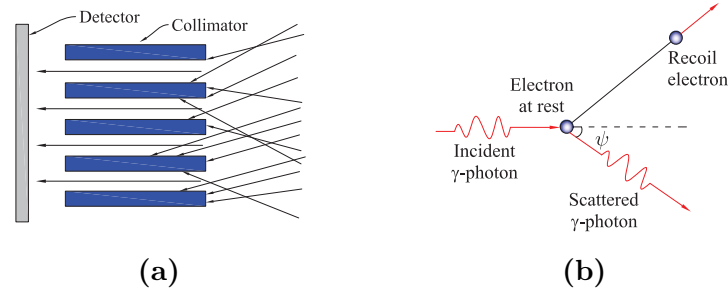 Detector
Collimator
(a)
Electron
at rest
Recoil
electron
ψ
Incident
γ-photon
Scattered
γ-photon
(b)